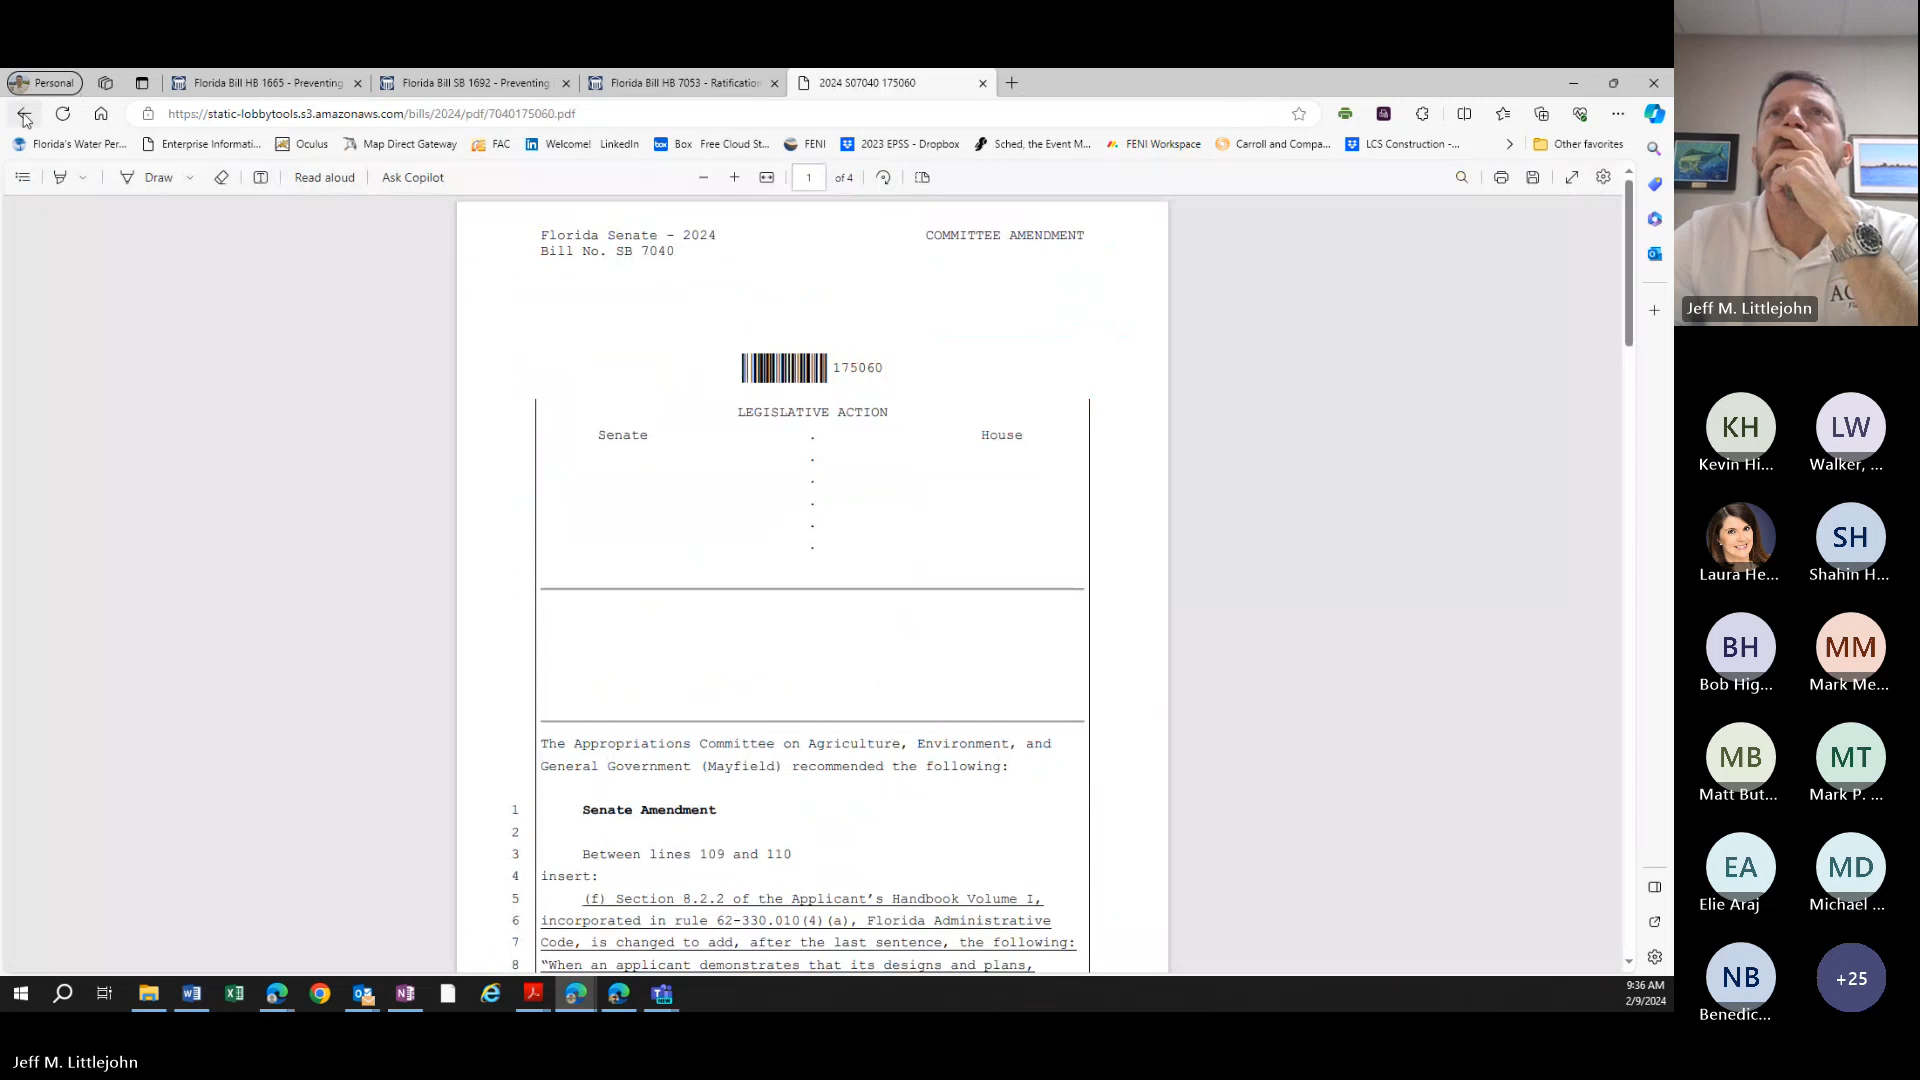 Personal
Florida Bill HB 1665 - Preventing
Florida Bill SB 1692 - Preventing
Florida Bill HB 7053 - Ratification
2024 S07040 175060
https://static-lobbytools.s3.amazonaws.com/bills/2024/pdf/7040175060.pdf
Florida's Water Per...
Enterprise Informati...
Oculus
Map Direct Gateway
FAC
Welcome! LinkedIn
Box Free Cloud St...
FENI
2023 EPSS - Dropbox
Sched, the Event M...
FENI Workspace
Carroll and Compa...
LCS Construction -...
Other favorites
Draw
Read aloud
Ask Copilot
1 of 4
Florida Senate - 2024 COMMITTEE AMENDMENT
Bill No. SB 7040
175060
LEGISLATIVE ACTION
Senate . House
.
.
.
.
.
The Appropriations Committee on Agriculture, Environment, and
General Government (Mayfield) recommended the following:
1 Senate Amendment
2
3 Between lines 109 and 110
4 insert:
5 (f) Section 8.2.2 of the Applicant's Handbook Volume I,
6 incorporated in rule 62-330.010(4)(a), Florida Administrative
7 Code, is changed to add, after the last sentence, the following:
8 "When an applicant demonstrates that its designs and plans,
9:36 AM
2/9/2024
Jeff M. Littlejohn
KH
Kevin Hi...
LW
Walker, ...
Laura He...
SH
Shahin H...
BH
Bob Hig...
MM
Mark Me...
MB
Matt But...
MT
Mark P. ...
EA
Elie Araj
MD
Michael ...
NB
Benedic...
+25
Jeff M. Littlejohn